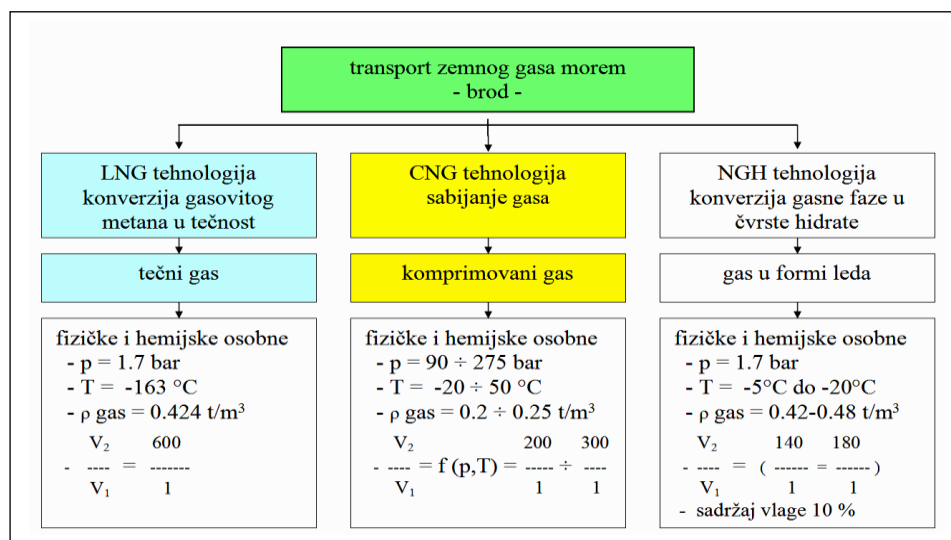 transport zemnog gasa morem
- brod -
LNG tehnologija
konverzija gasovitog
metana u tečnost
CNG tehnologija
sabijanje gasa
NGH tehnologija
konverzija gasne faze u
čvrste hidrate
tečni gas
komprimovani gas
gas u formi leda
fizičke i hemijske osobne
- p = 1.7 bar
- T = -163 °C
- ρ gas = 0.424 t/m³
V₂ 600
- ---- = -------
V₁ 1
fizičke i hemijske osobne
- p = 90 ÷ 275 bar
- T = -20 ÷ 50 °C
- ρ gas = 0.2 ÷ 0.25 t/m³
V₂ 200 300
- ---- = f (p,T) = ----- ÷ ----
V₁ 1 1
fizičke i hemijske osobne
- p = 1.7 bar
- T = -5°C do -20°C
- ρ gas = 0.42-0.48 t/m³
V₂ 140 180
- ---- = ( ------ = ------ )
V₁ 1 1
- sadržaj vlage 10 %